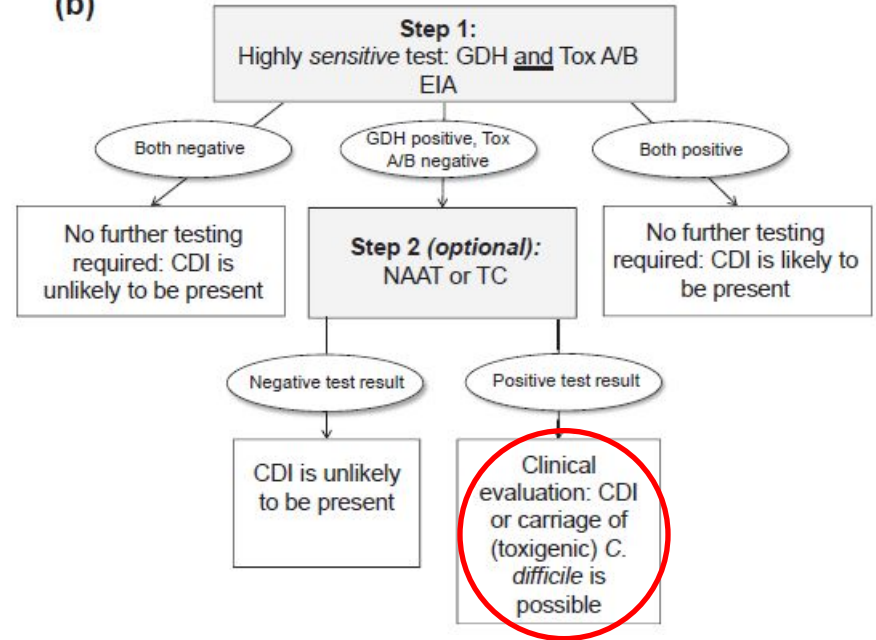 (b)
Step 1:
Highly sensitive test: GDH and Tox A/B
EIA
Both negative
GDH positive, Tox
A/B negative
Both positive
No further testing
required: CDI is
unlikely to be present
Step 2 (optional):
NAAT or TC
No further testing
required: CDI is likely to
be present
Negative test result
Positive test result
CDI is unlikely
to be present
Clinical
evaluation: CDI
or carriage of
(toxigenic) C.
difficile is
possible